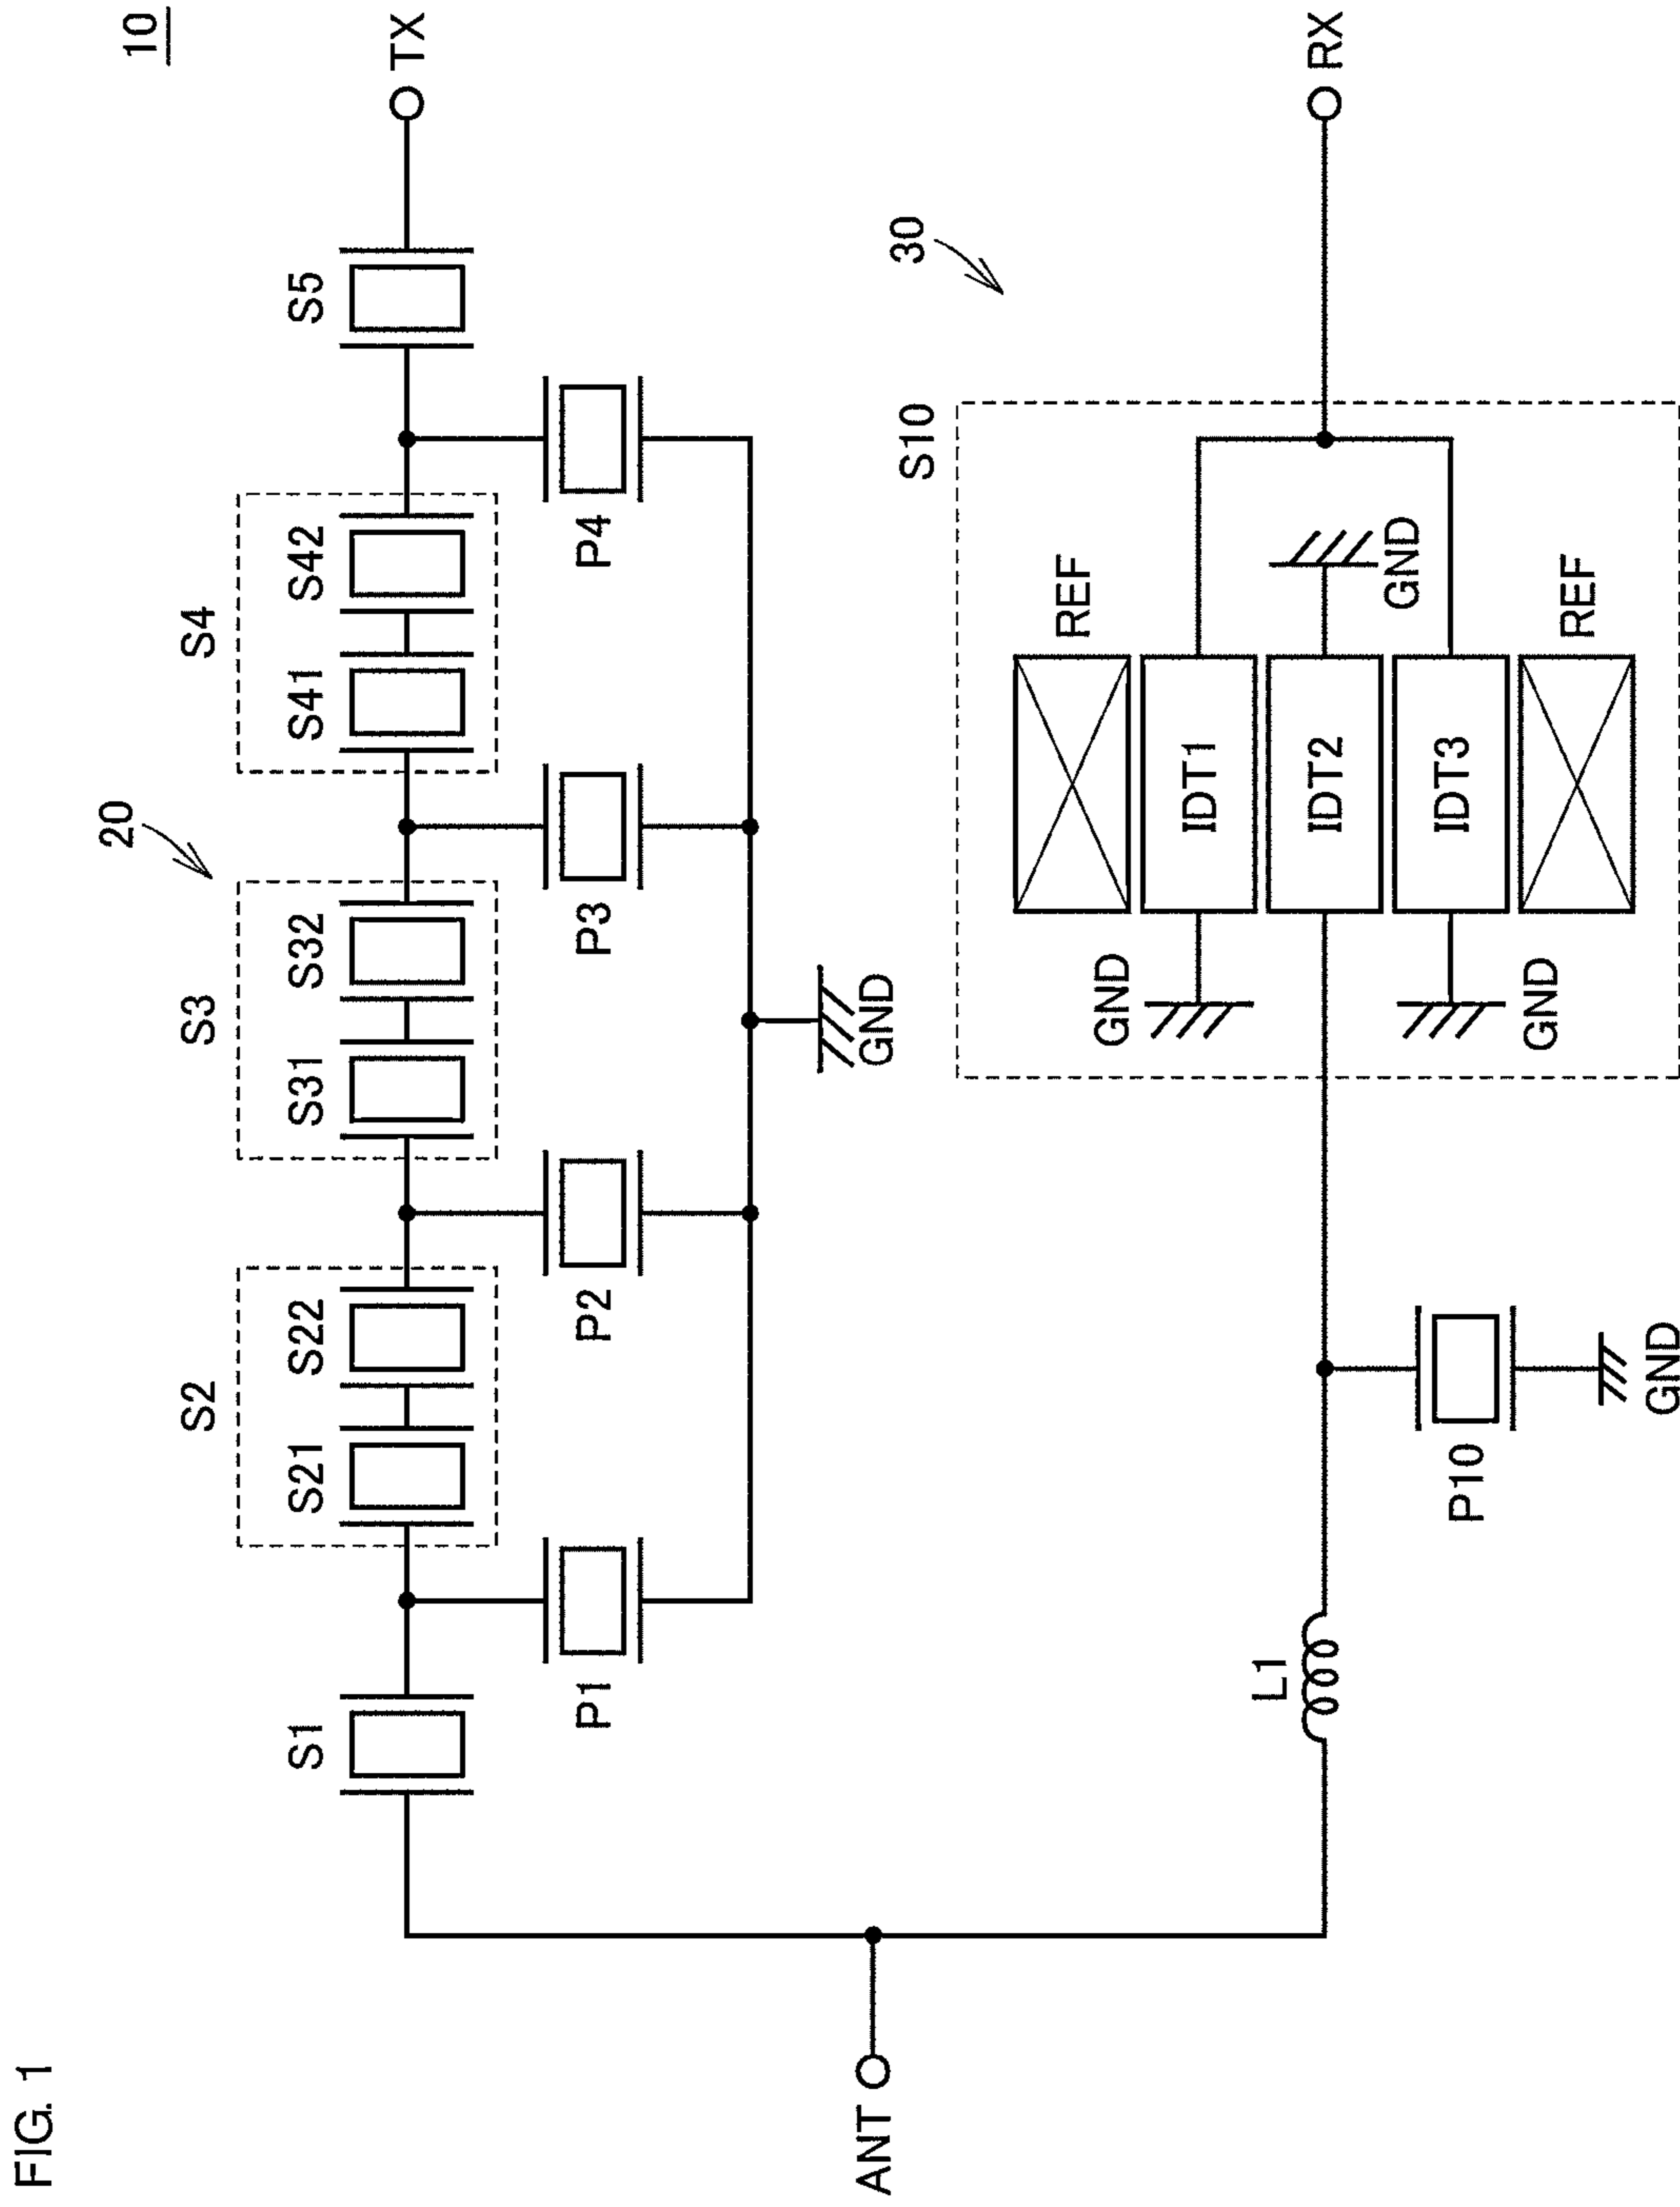 FIG. 1
10
20
S2
S3
S4
S1
S21
S22
S31
S32
S41
S42
S5
TX
P1
P2
P3
P4
GND
ANT
30
S10
L1
P10
GND
REF
GND
IDT1
IDT2
GND
IDT3
GND
REF
RX